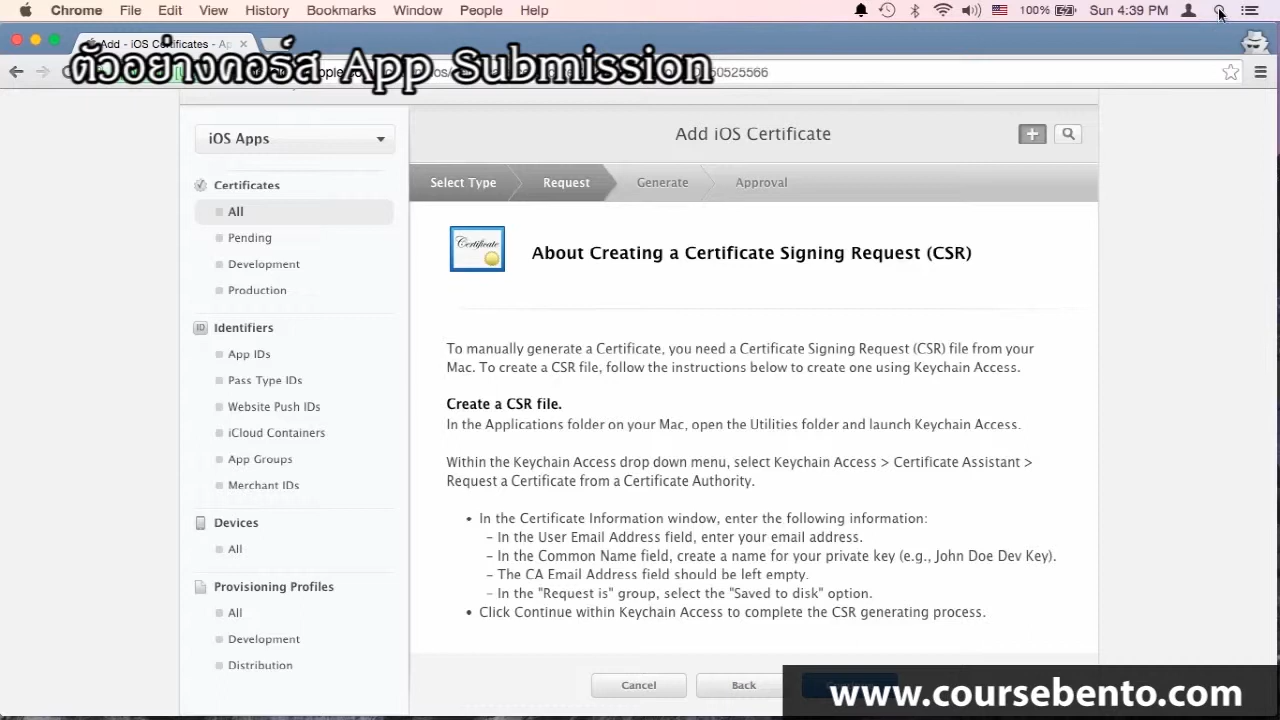 Chrome File Edit View History Bookmarks Window People Help 100% Sun 4:39 PM
Add - iOS Certificates - Ap
ตัวอย่างคอร์ส App Submission
50525566
iOS Apps
Add iOS Certificate
Select Type Request Generate Approval
Certificates
All
Pending
Development
Production
Identifiers
App IDs
Pass Type IDs
Website Push IDs
iCloud Containers
App Groups
Merchant IDs
Devices
All
Provisioning Profiles
All
Development
Distribution
Certificate
About Creating a Certificate Signing Request (CSR)
To manually generate a Certificate, you need a Certificate Signing Request (CSR) file from your
Mac. To create a CSR file, follow the instructions below to create one using Keychain Access.
Create a CSR file.
In the Applications folder on your Mac, open the Utilities folder and launch Keychain Access.
Within the Keychain Access drop down menu, select Keychain Access > Certificate Assistant >
Request a Certificate from a Certificate Authority.
• In the Certificate Information window, enter the following information:
– In the User Email Address field, enter your email address.
– In the Common Name field, create a name for your private key (e.g., John Doe Dev Key).
– The CA Email Address field should be left empty.
– In the "Request is" group, select the "Saved to disk" option.
• Click Continue within Keychain Access to complete the CSR generating process.
Cancel Back
www.coursebento.com